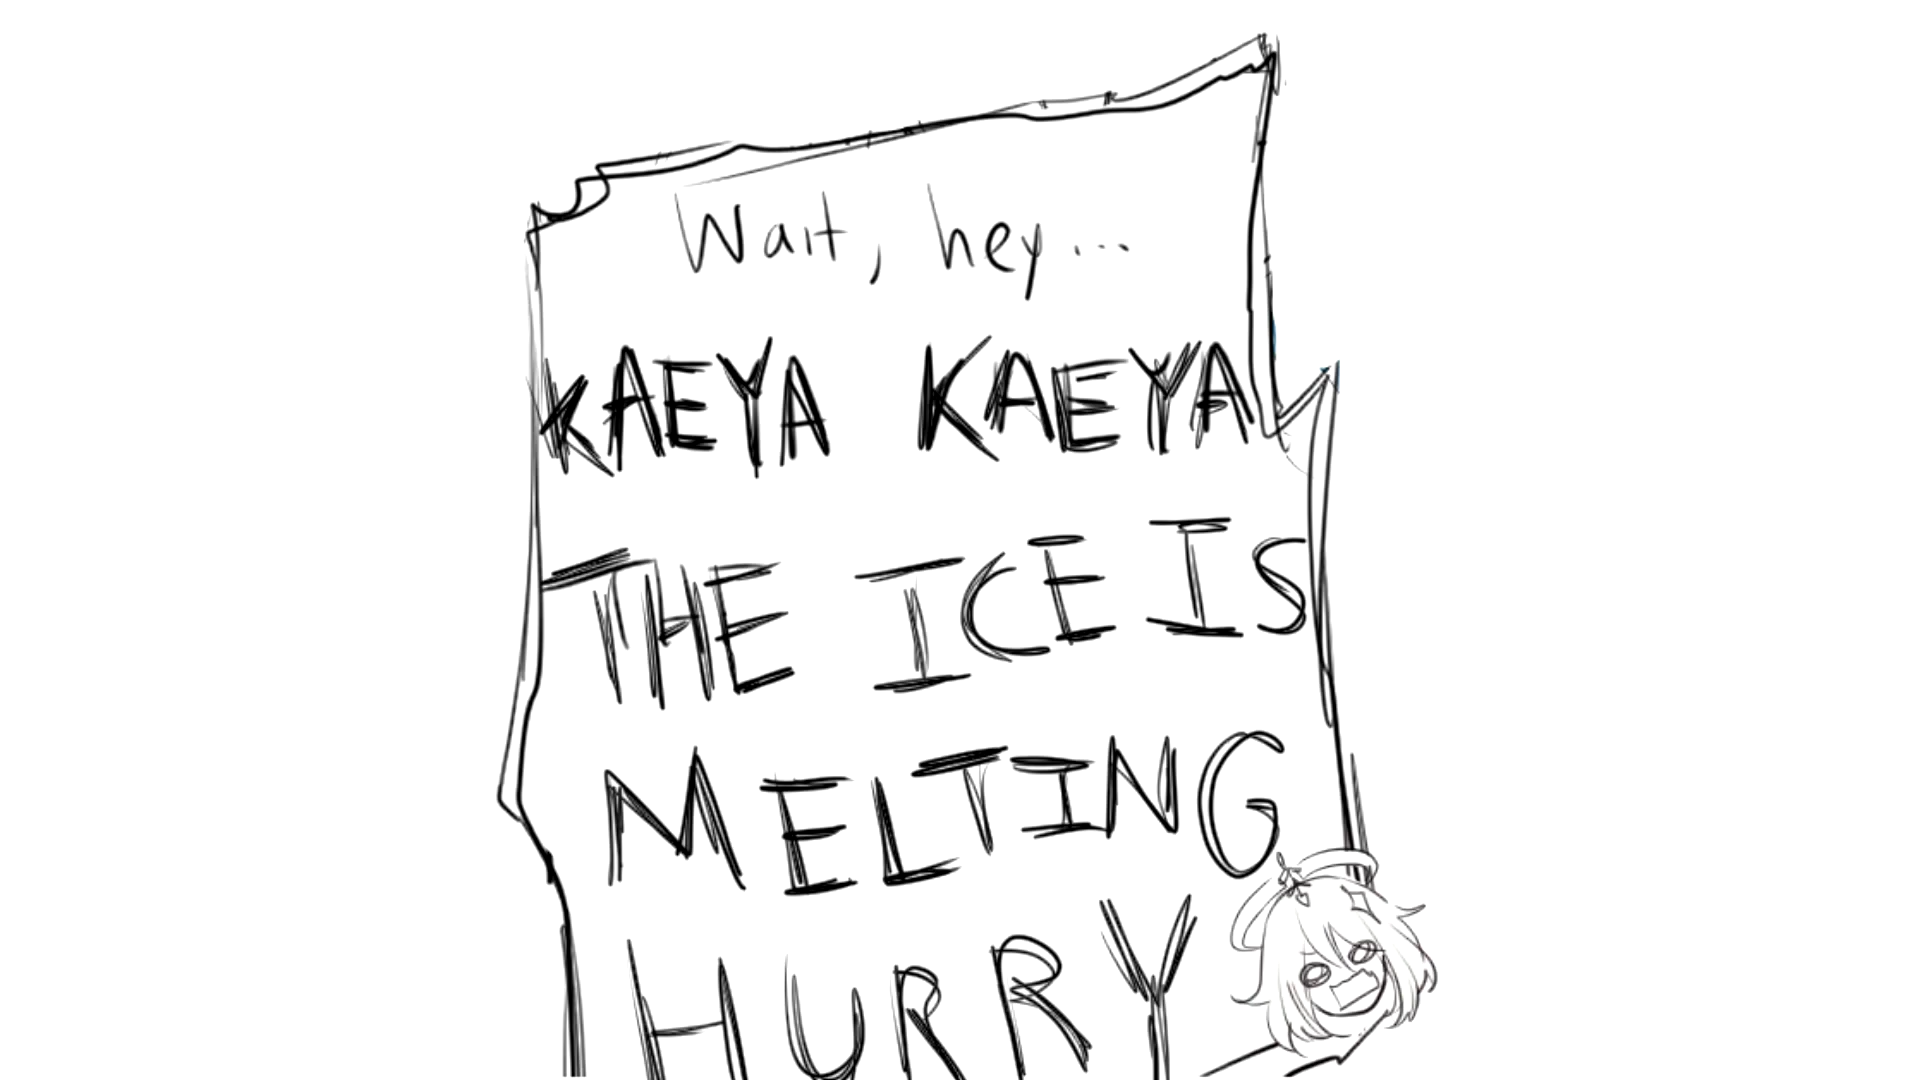 Wait, hey...
KAEYA KAEYA
THE ICE IS
MELTING
HURRY